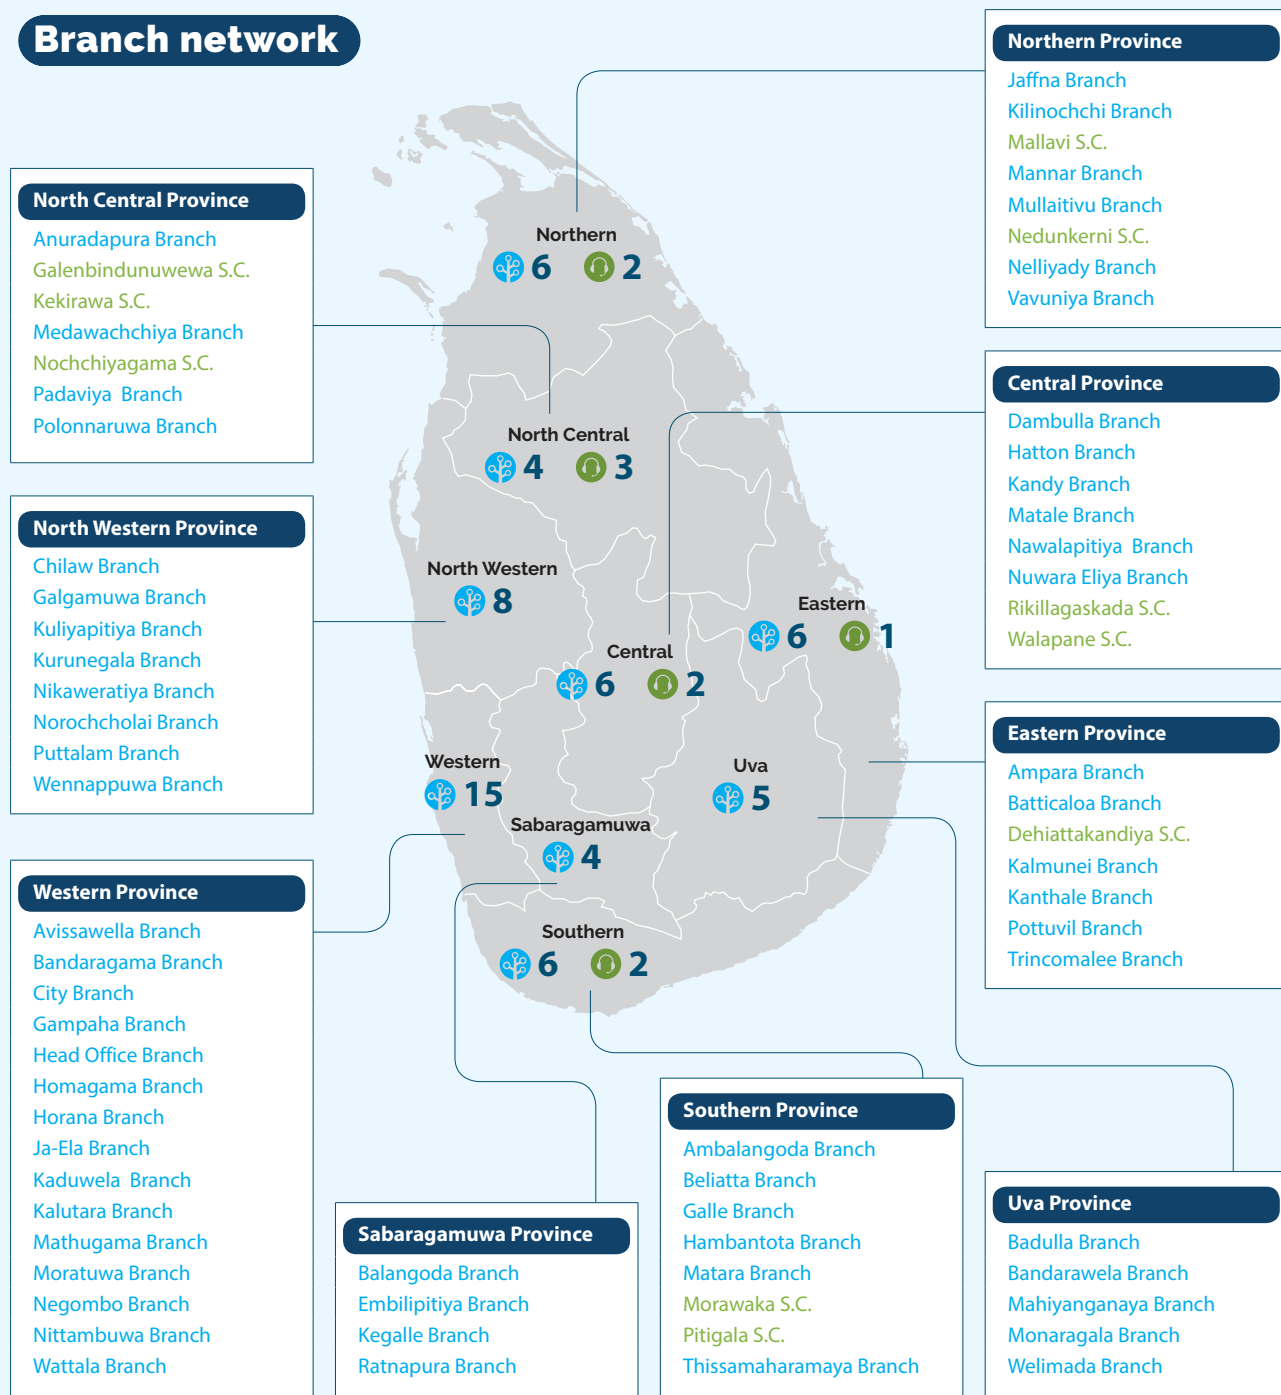 Branch network
Northern Province
Jaffna Branch
Kilinochchi Branch
Mallavi S.C.
Mannar Branch
Mullaitivu Branch
Nedunkerni S.C.
Nelliyady Branch
Vavuniya Branch
North Central Province
Anuradapura Branch
Galenbindunuwewa S.C.
Kekirawa S.C.
Medawachchiya Branch
Nochchiyagama S.C.
Padaviya Branch
Polonnaruwa Branch
Northern
6 2
North Central
4 3
North Western
8
Eastern
6 1
Central
6 2
Western
15
Uva
5
Sabaragamuwa
4
Southern
6 2
Central Province
Dambulla Branch
Hatton Branch
Kandy Branch
Matale Branch
Nawalapitiya Branch
Nuwara Eliya Branch
Rikillagaskada S.C.
Walapane S.C.
North Western Province
Chilaw Branch
Galgamuwa Branch
Kuliyapitiya Branch
Kurunegala Branch
Nikaweratiya Branch
Norochcholai Branch
Puttalam Branch
Wennappuwa Branch
Eastern Province
Ampara Branch
Batticaloa Branch
Dehiattakandiya S.C.
Kalmunei Branch
Kanthale Branch
Pottuvil Branch
Trincomalee Branch
Western Province
Avissawella Branch
Bandaragama Branch
City Branch
Gampaha Branch
Head Office Branch
Homagama Branch
Horana Branch
Ja-Ela Branch
Kaduwela Branch
Kalutara Branch
Mathugama Branch
Moratuwa Branch
Negombo Branch
Nittambuwa Branch
Wattala Branch
Sabaragamuwa Province
Balangoda Branch
Embilipitiya Branch
Kegalle Branch
Ratnapura Branch
Southern Province
Ambalangoda Branch
Beliatta Branch
Galle Branch
Hambantota Branch
Matara Branch
Morawaka S.C.
Pitigala S.C.
Thissamaharamaya Branch
Uva Province
Badulla Branch
Bandarawela Branch
Mahiyanganaya Branch
Monaragala Branch
Welimada Branch